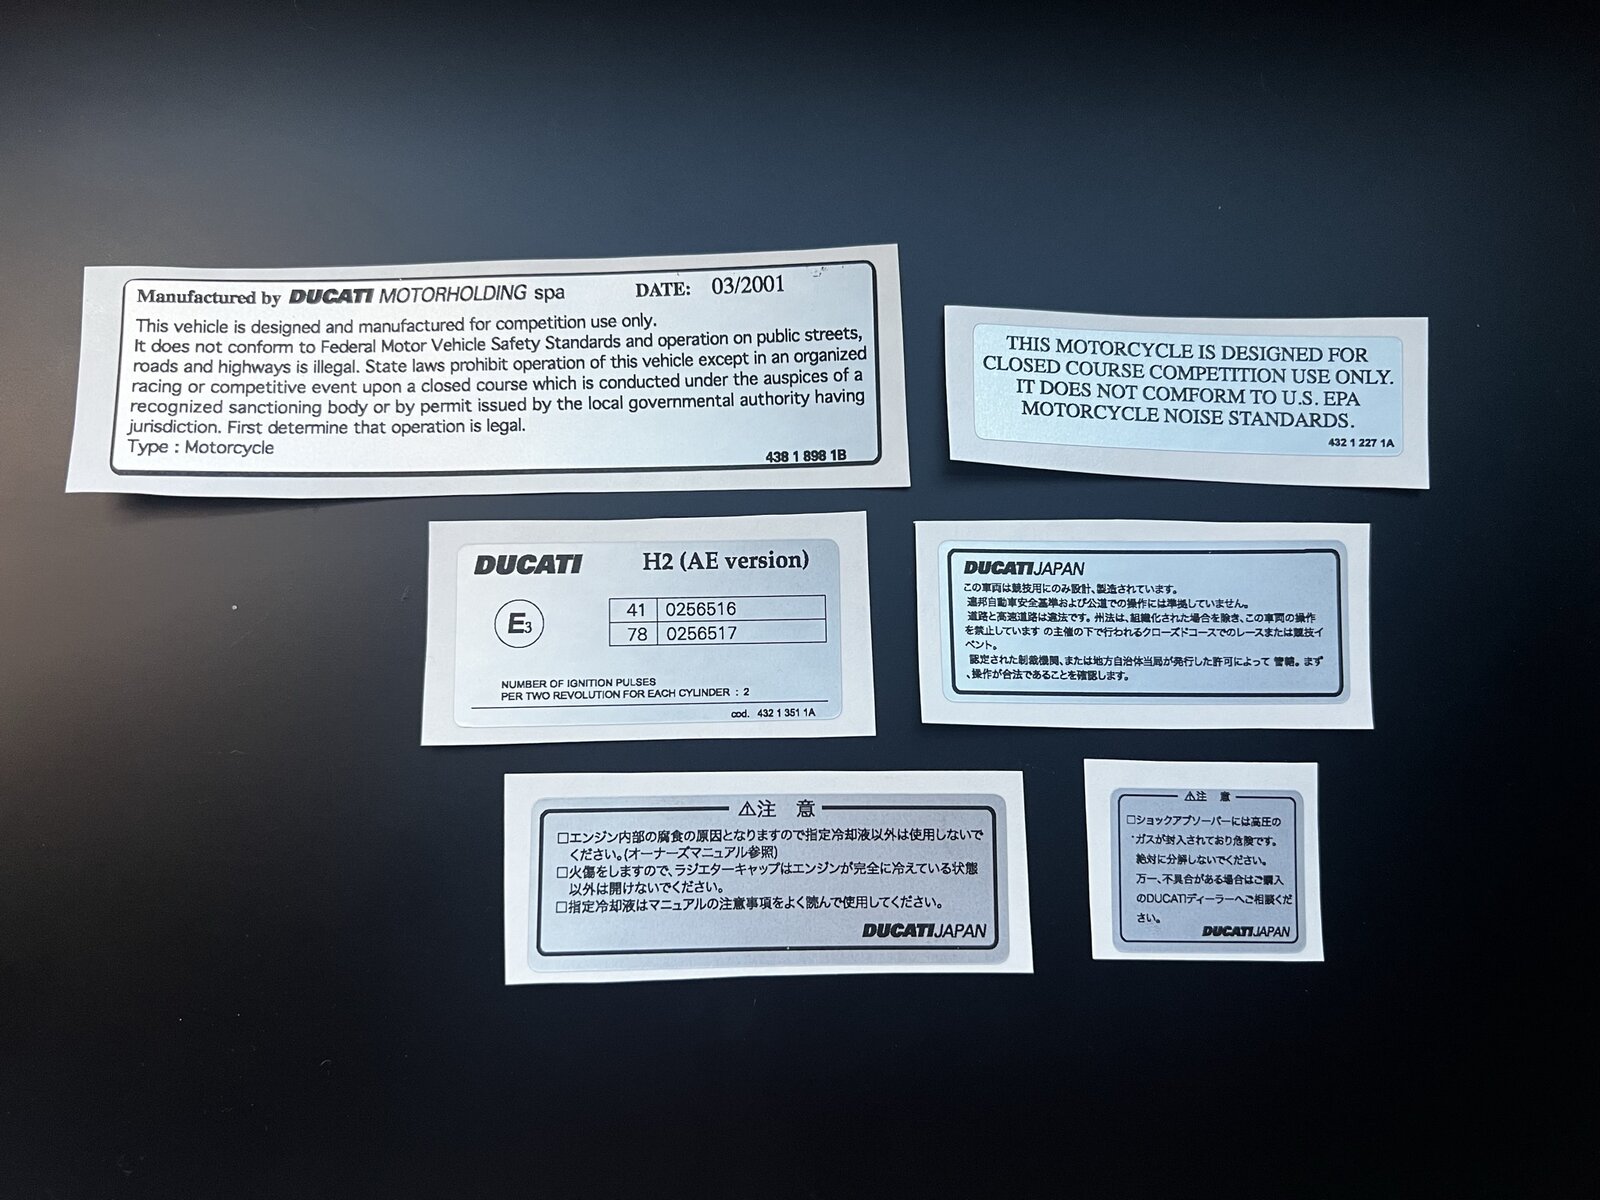 Manufactured by DUCATI MOTORHOLDING spa DATE: 03/2001
This vehicle is designed and manufactured for competition use only.
It does not conform to Federal Motor Vehicle Safety Standards and operation on public streets,
roads and highways is illegal. State laws prohibit operation of this vehicle except in an organized
racing or competitive event upon a closed course which is conducted under the auspices of a
recognized sanctioning body or by permit issued by the local governmental authority having
jurisdiction. First determine that operation is legal.
Type : Motorcycle
438 1 898 1B
THIS MOTORCYCLE IS DESIGNED FOR
CLOSED COURSE COMPETITION USE ONLY.
IT DOES NOT COMFORM TO U.S. EPA
MOTORCYCLE NOISE STANDARDS.
432 1 227 1A
DUCATI H2 (AE version)
E3
41 0256516
78 0256517
NUMBER OF IGNITION PULSES
PER TWO REVOLUTION FOR EACH CYLINDER : 2
cod. 432 1 351 1A
DUCATI JAPAN
この車両は競技用にのみ設計、製造されています。
連邦自動車安全基準および公道での操作には準拠していません。
道路と高速道路は違法です。州法は、組織化された場合を除き、この車両の操作
を禁止しています の主催の下で行われるクローズドコースでのレースまたは競技イ
ベント。
認定された制裁機関、または地方自治体当局が発行した許可によって 管轄。まず
、操作が合法であることを確認します。
⚠注 意
□エンジン内部の腐食の原因となりますので指定冷却液以外は使用しないで
ください。(オーナーズマニュアル参照)
□火傷をしますので、ラジエターキャップはエンジンが完全に冷えている状態
以外は開けないでください。
□指定冷却液はマニュアルの注意事項をよく読んで使用してください。
DUCATI JAPAN
⚠注 意
□ショックアブソーバーには高圧の
ガスが封入されており危険です。
絶対に分解しないでください。
万一、不具合がある場合はご購入
のDUCATIディーラーへご相談くだ
さい。
DUCATI JAPAN